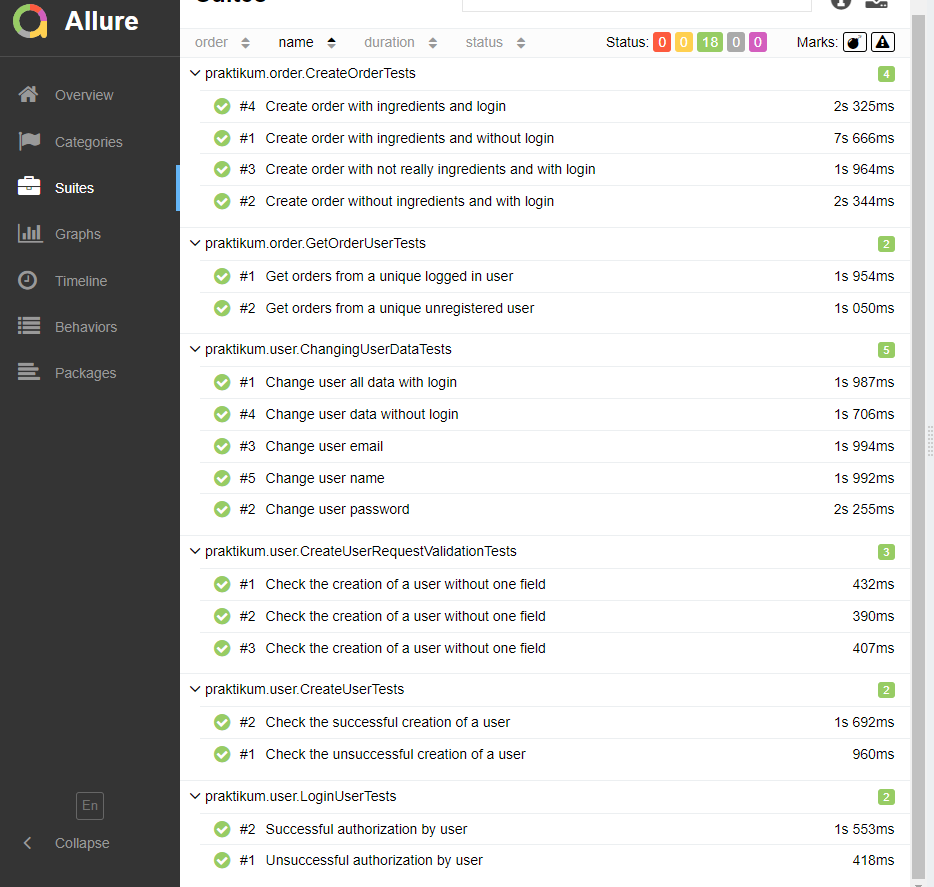 Allure
Suites
order name duration status Status: 0 0 18 0 0 Marks:
Overview
Categories
Suites
Graphs
Timeline
Behaviors
Packages
En
Collapse
praktikum.order.CreateOrderTests 4
#4 Create order with ingredients and login 2s 325ms
#1 Create order with ingredients and without login 7s 666ms
#3 Create order with not really ingredients and with login 1s 964ms
#2 Create order without ingredients and with login 2s 344ms
praktikum.order.GetOrderUserTests 2
#1 Get orders from a unique logged in user 1s 954ms
#2 Get orders from a unique unregistered user 1s 050ms
praktikum.user.ChangingUserDataTests 5
#1 Change user all data with login 1s 987ms
#4 Change user data without login 1s 706ms
#3 Change user email 1s 994ms
#5 Change user name 1s 992ms
#2 Change user password 2s 255ms
praktikum.user.CreateUserRequestValidationTests 3
#1 Check the creation of a user without one field 432ms
#2 Check the creation of a user without one field 390ms
#3 Check the creation of a user without one field 407ms
praktikum.user.CreateUserTests 2
#2 Check the successful creation of a user 1s 692ms
#1 Check the unsuccessful creation of a user 960ms
praktikum.user.LoginUserTests 2
#2 Successful authorization by user 1s 553ms
#1 Unsuccessful authorization by user 418ms